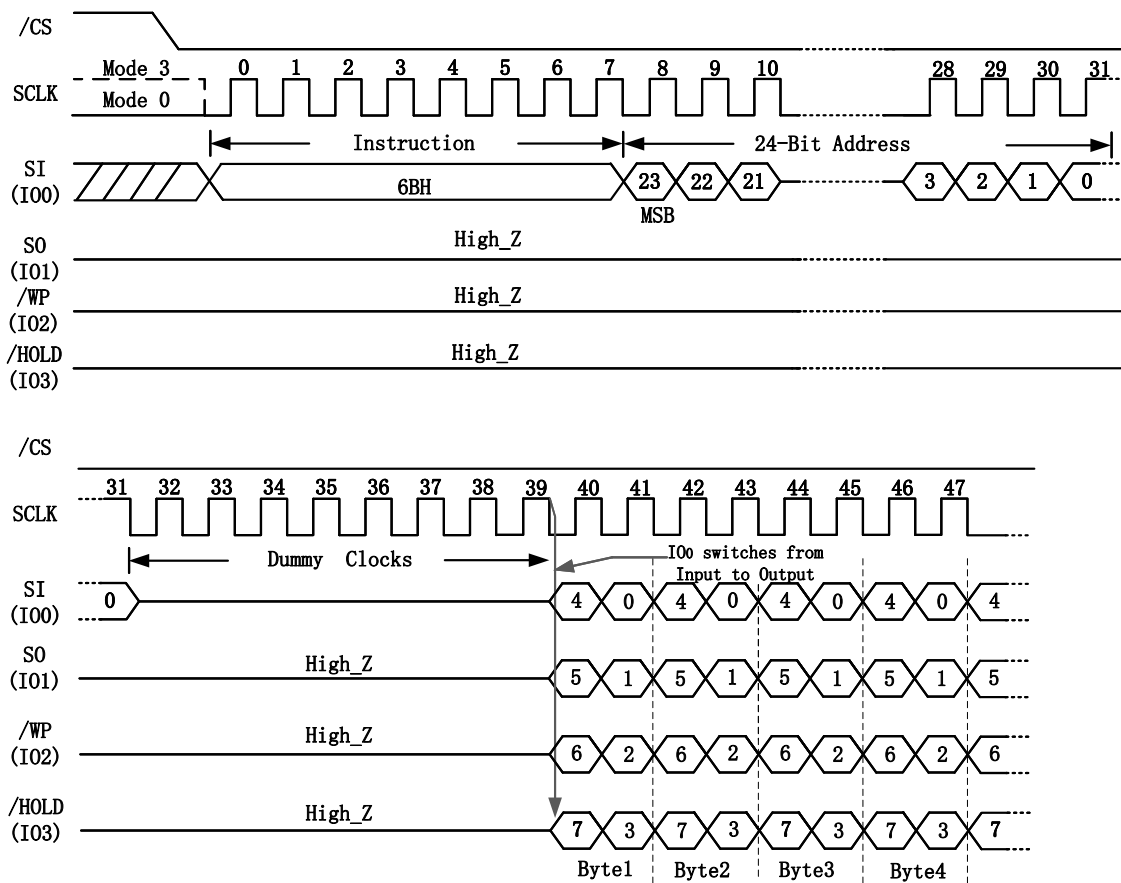 /CS
Mode 3 0 1 2 3 4 5 6 7 8 9 10 28 29 30 31
SCLK
Mode 0
Instruction 24-Bit Address
SI
(IO0)
6BH 23 22 21 3 2 1 0
MSB
SO
(IO1)
High_Z
/WP
(IO2)
High_Z
/HOLD
(IO3)
High_Z
/CS
31 32 33 34 35 36 37 38 39 40 41 42 43 44 45 46 47
SCLK
Dummy Clocks
IO0 switches from
Input to Output
SI
(IO0)
0 4 0 4 0 4 0 4 0 4
SO
(IO1)
High_Z 5 1 5 1 5 1 5 1 5
/WP
(IO2)
High_Z 6 2 6 2 6 2 6 2 6
/HOLD
(IO3)
High_Z 7 3 7 3 7 3 7 3 7
Byte1 Byte2 Byte3 Byte4